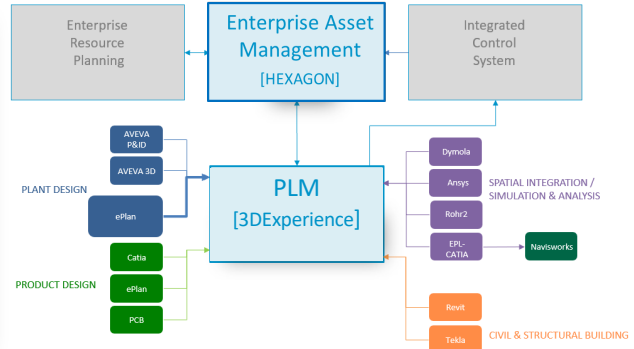 Enterprise
Resource
Planning
Enterprise Asset
Management
[HEXAGON]
Integrated
Control
System
AVEVA
P&ID
AVEVA 3D
PLANT DESIGN
ePlan
PLM
[3DExperience]
Dymola
Ansys
SPATIAL INTEGRATION /
SIMULATION & ANALYSIS
Rohr2
EPL-
CATIA
Navisworks
Catia
PRODUCT DESIGN
ePlan
PCB
Revit
Tekla
CIVIL & STRUCTURAL BUILDING